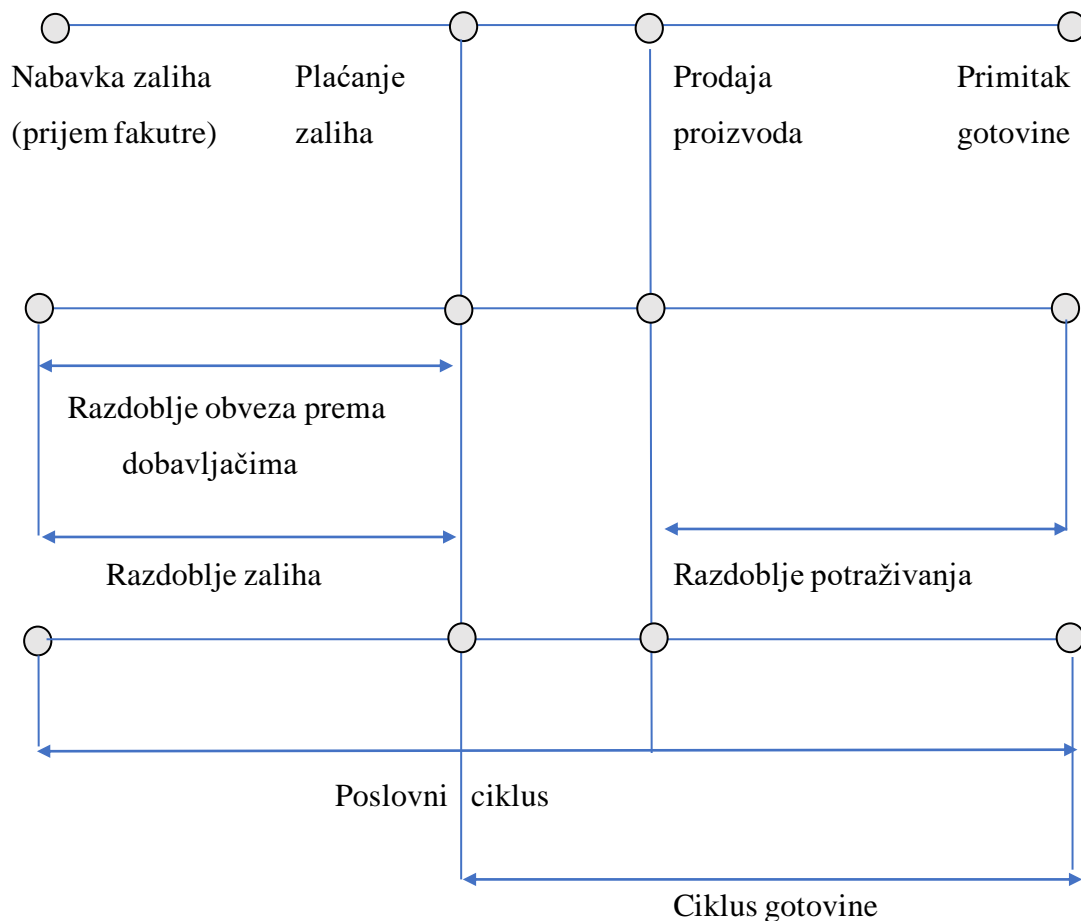 Nabavka zaliha
(prijem fakutre)
Plaćanje
zaliha
Prodaja
proizvoda
Primitak
gotovine
Razdoblje obveza prema
dobavljačima
Razdoblje zaliha
Razdoblje potraživanja
Poslovni ciklus
Ciklus gotovine